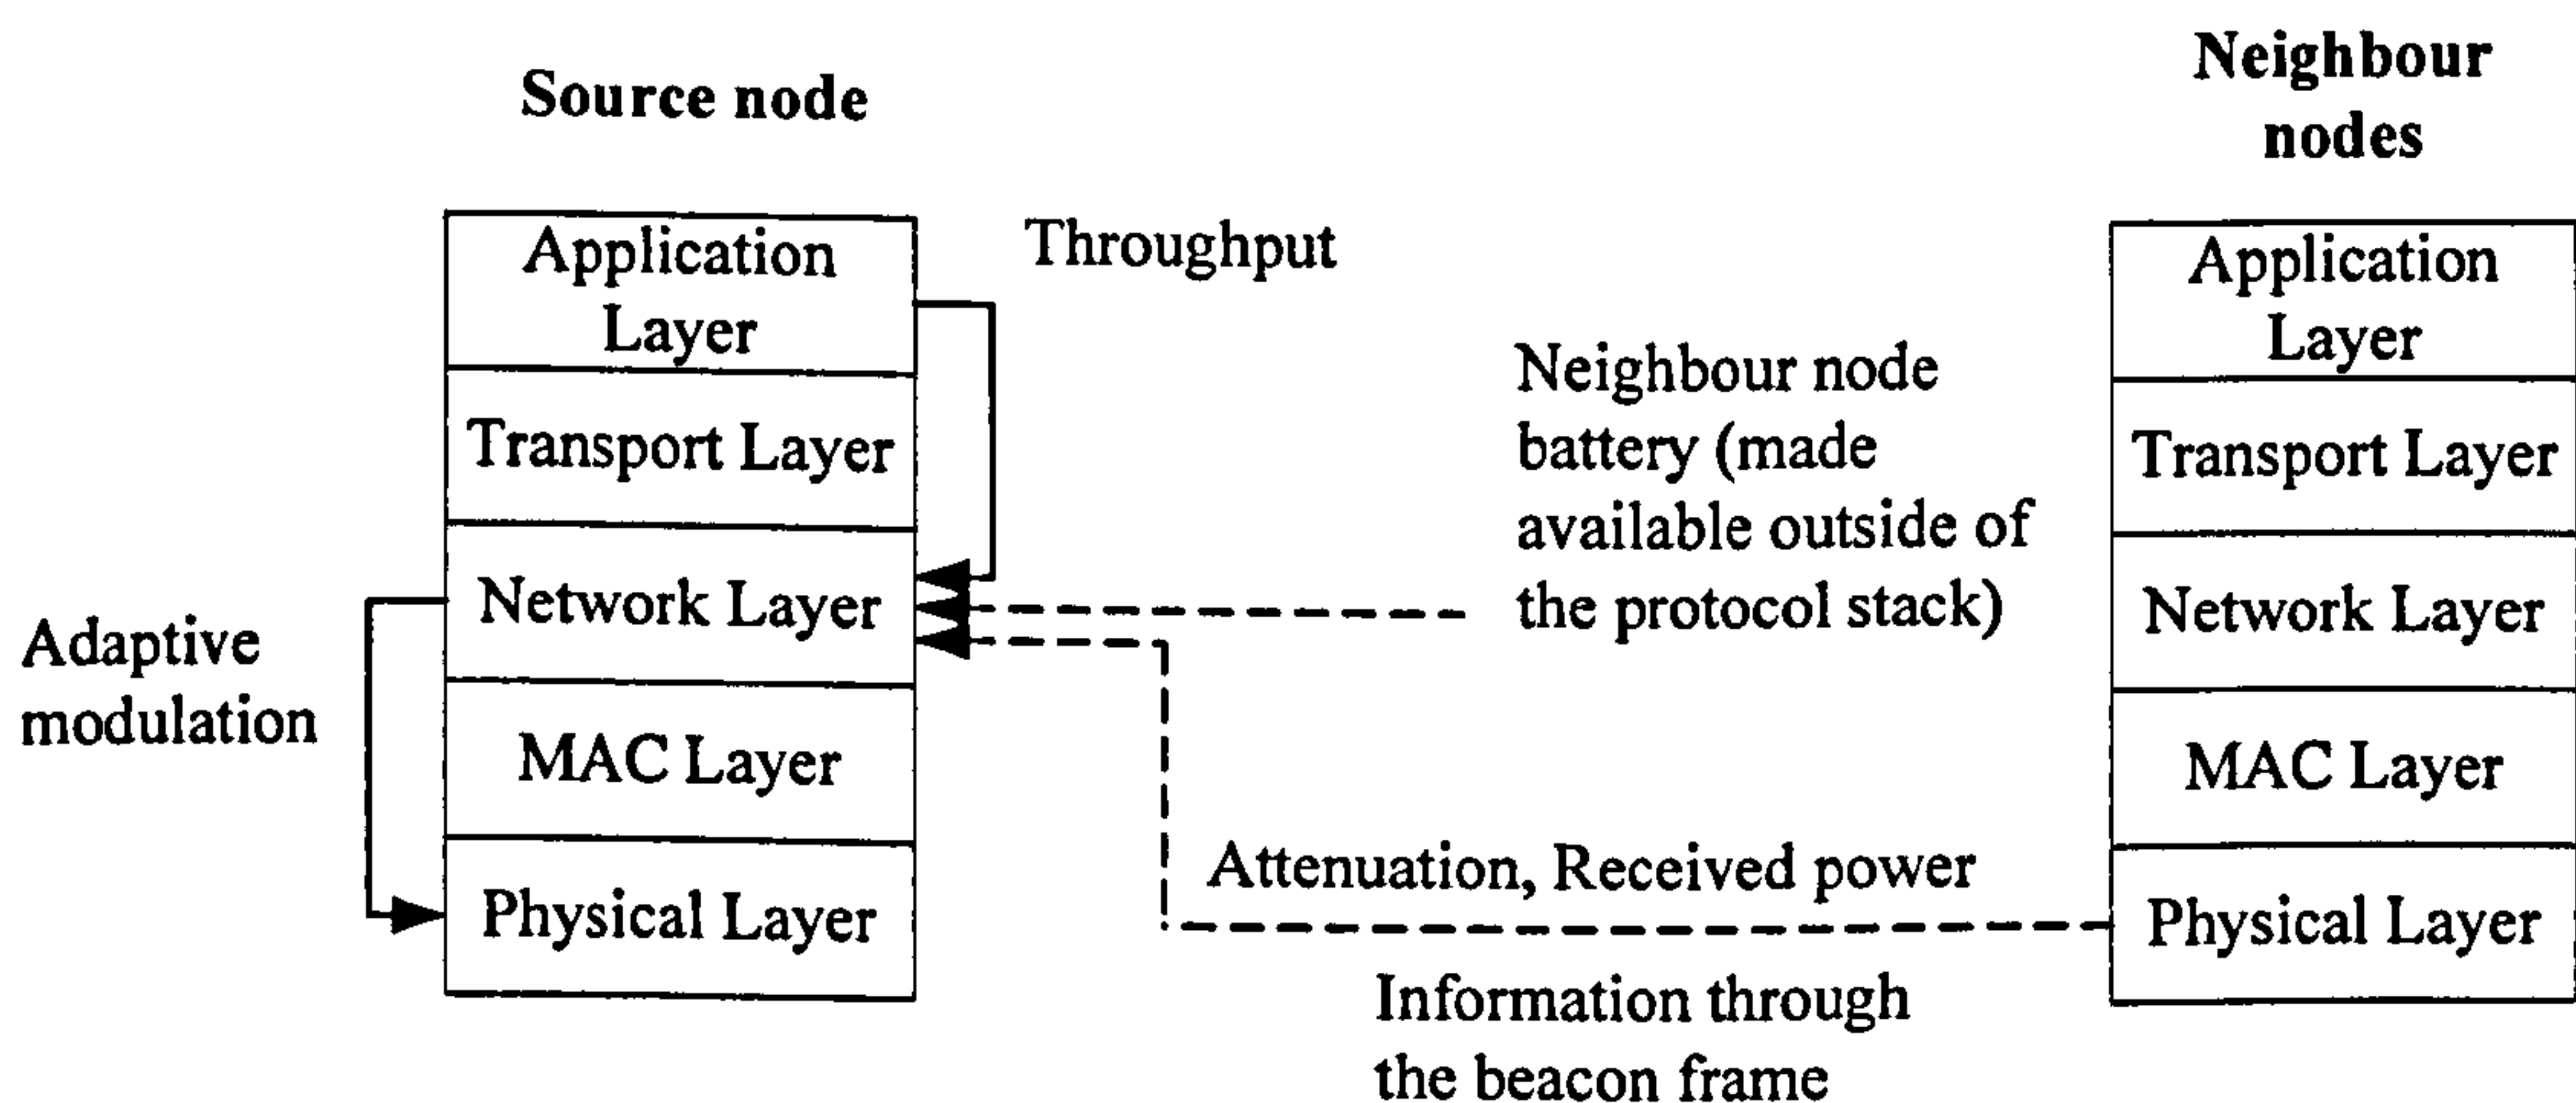 Source node
Application
Layer
Transport Layer
Network Layer
MAC Layer
Physical Layer
Adaptive
modulation
Throughput
Neighbour node
battery (made
available outside of
the protocol stack)
Attenuation, Received power
Information through
the beacon frame
Neighbour
nodes
Application
Layer
Transport Layer
Network Layer
MAC Layer
Physical Layer